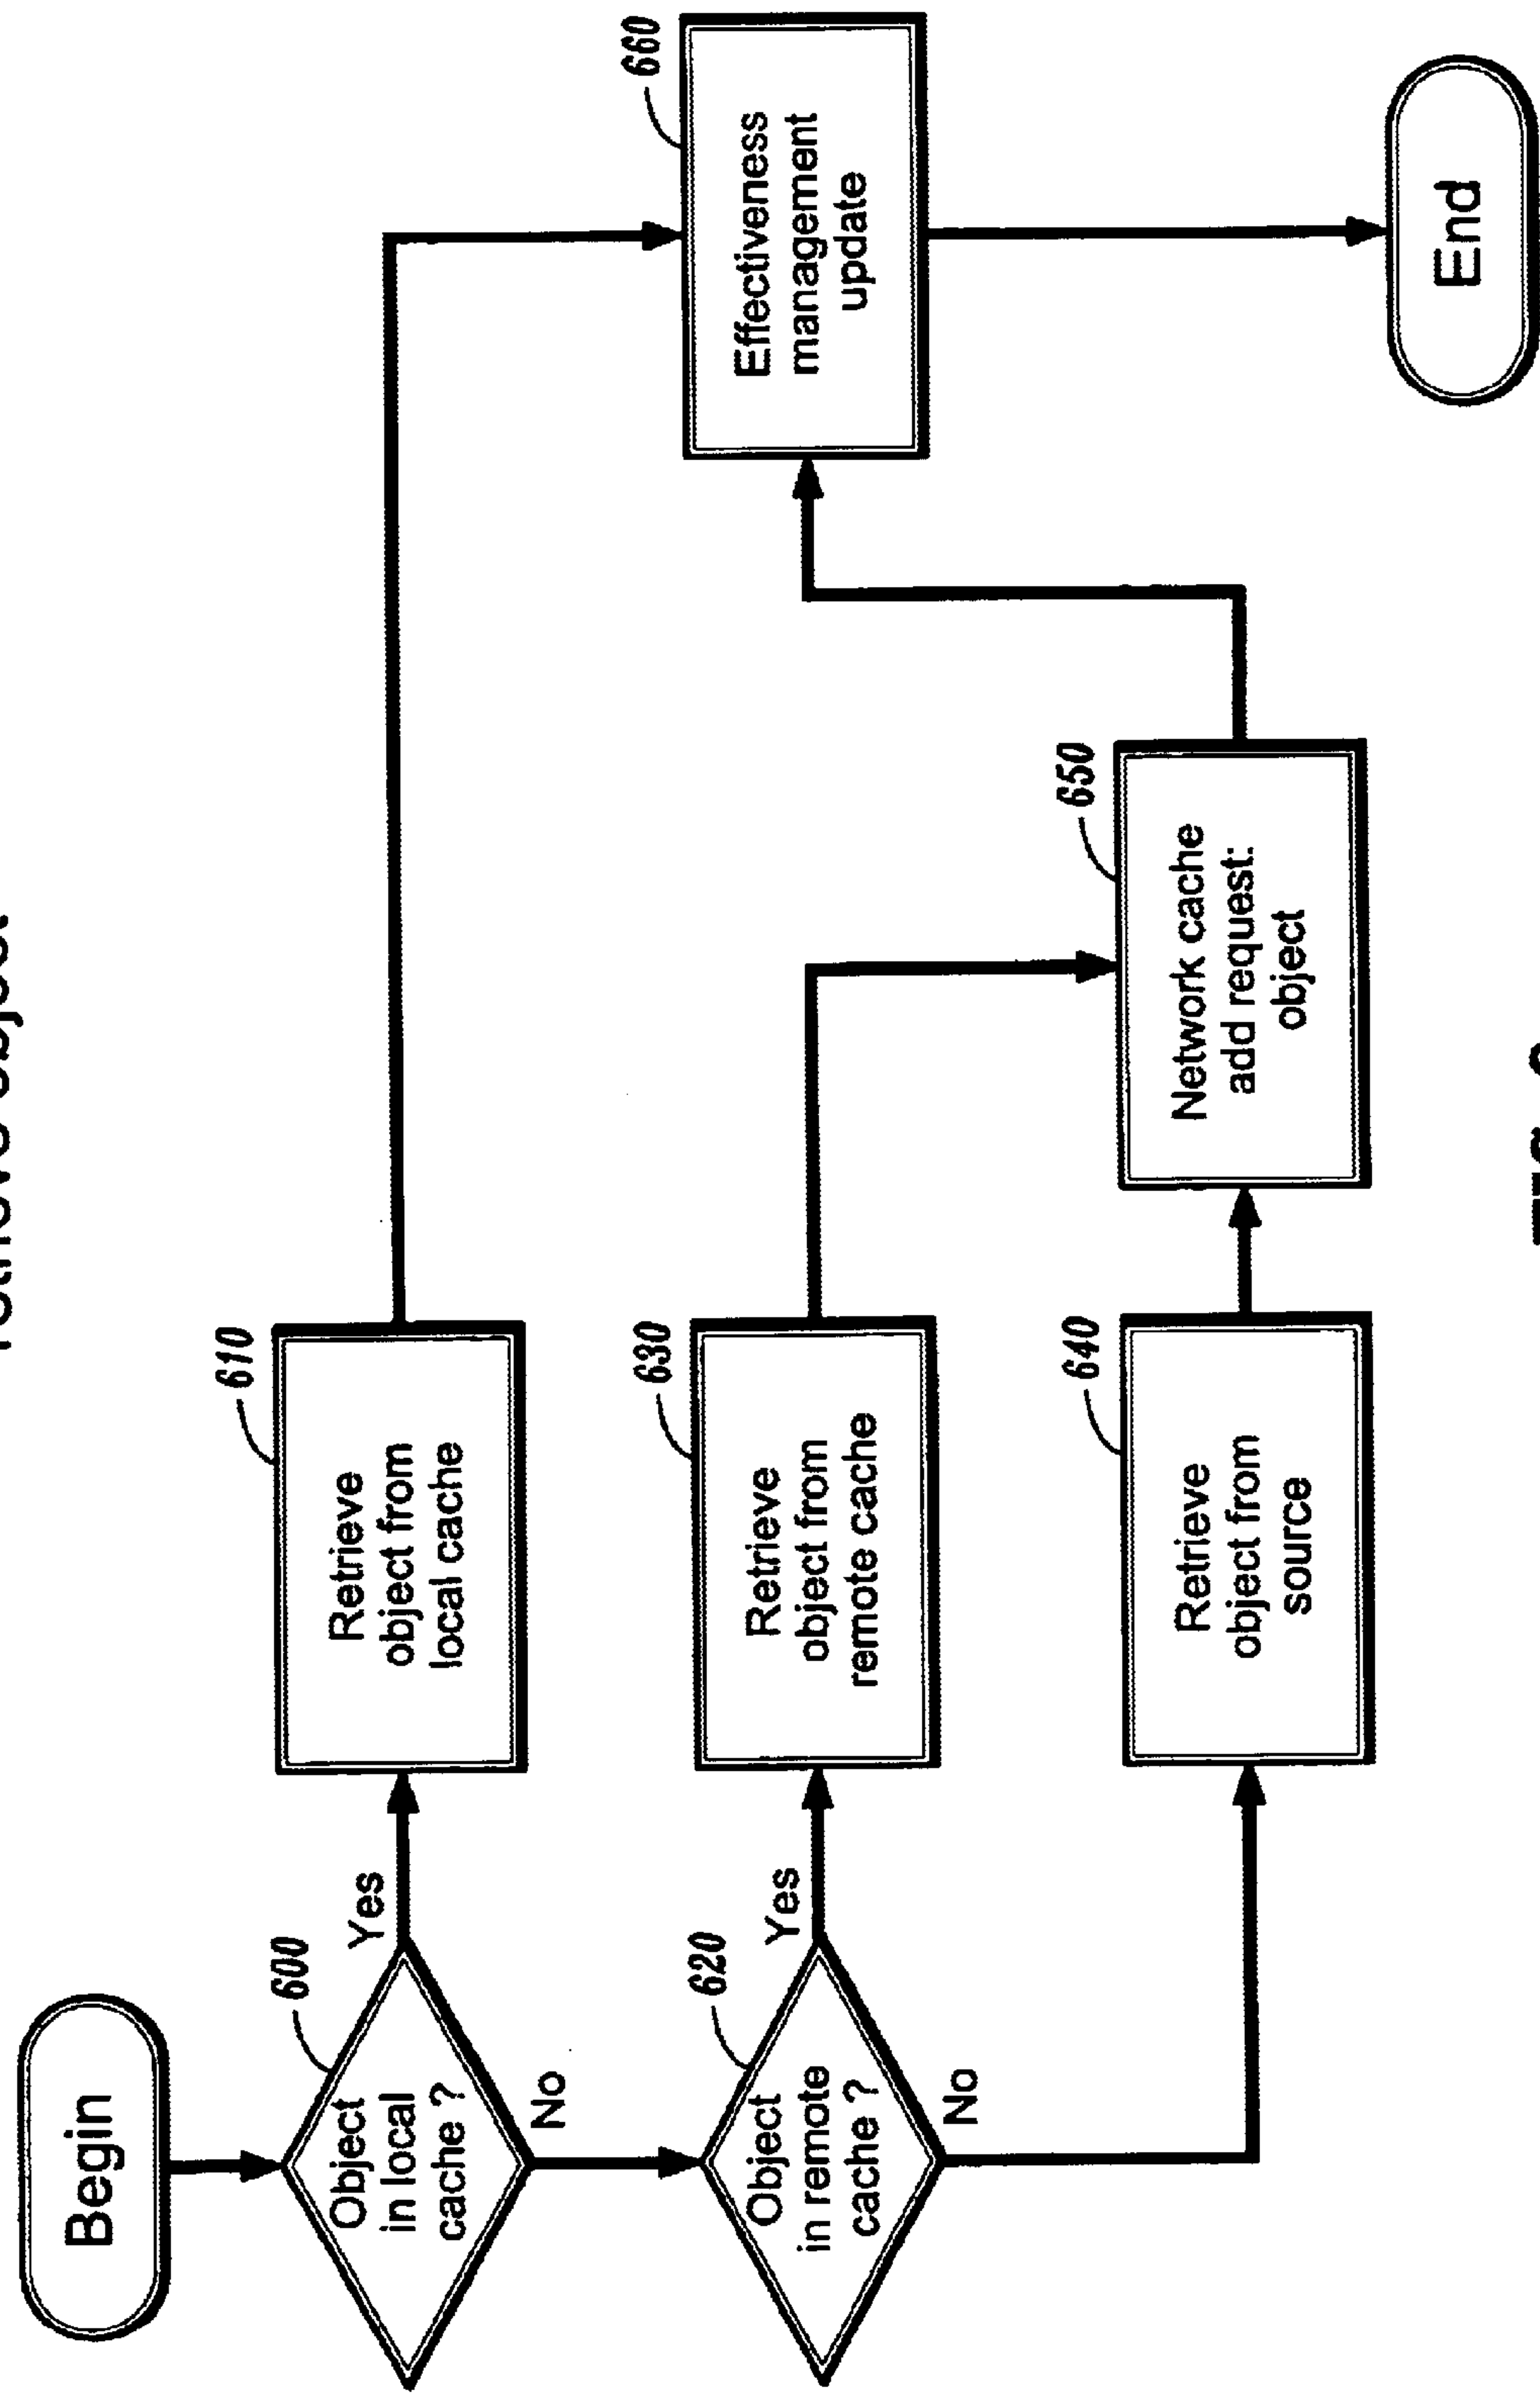 Begin
600
Object
in local
cache ?
Yes
No
610
Retrieve
object from
local cache
620
Object
in remote
cache ?
Yes
No
630
Retrieve
object from
remote cache
640
Retrieve
object from
source
650
Network cache
add request:
object
660
Effectiveness
management
update
End